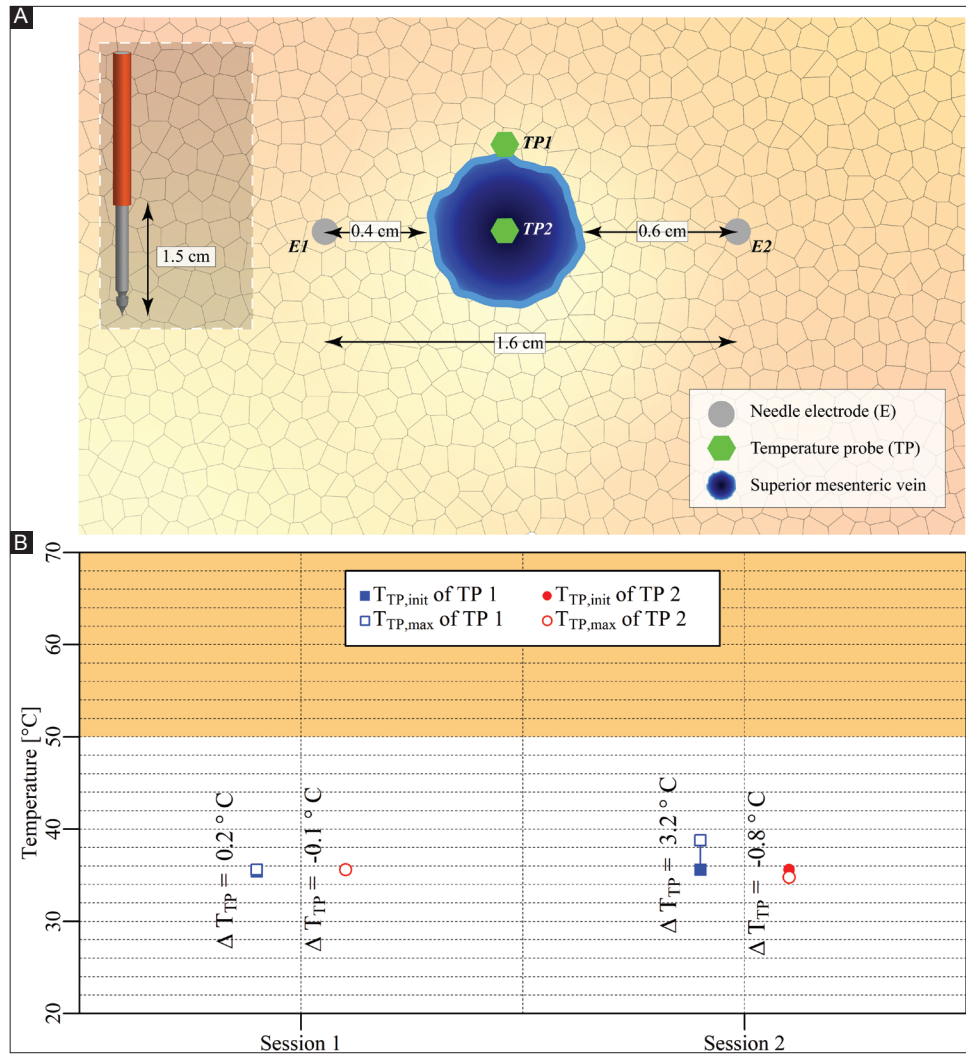 A
TP1
TP2
E1
0.4 cm
0.6 cm
E2
1.5 cm
1.6 cm
Needle electrode (E)
Temperature probe (TP)
Superior mesenteric vein
B
Temperature [°C]
70
60
50
40
30
20
T_TP,init of TP 1
T_TP,init of TP 2
T_TP,max of TP 1
T_TP,max of TP 2
Δ T_TP = 0.2 ° C
Δ T_TP = -0.1 ° C
Δ T_TP = 3.2 ° C
Δ T_TP = -0.8 ° C
Session 1
Session 2